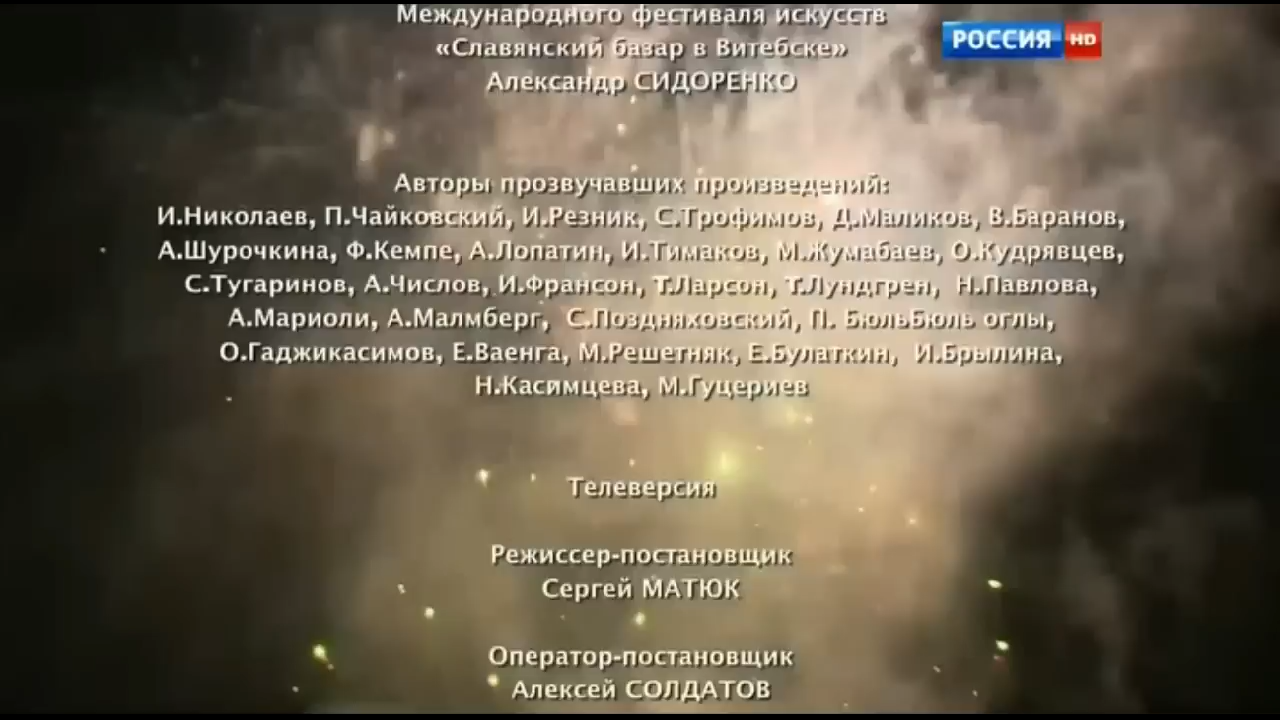 Международного фестиваля искусств
«Славянский базар в Витебске»
Александр СИДОРЕНКО
РОССИЯ HD
Авторы прозвучавших произведений:
И.Николаев, П.Чайковский, И.Резник, С.Трофимов, Д.Маликов, В.Баранов,
А.Шурочкина, Ф.Кемпе, А.Лопатин, И.Тимаков, М.Жумабаев, О.Кудрявцев,
С.Тугаринов, А.Числов, И.Франсон, Т.Ларсон, Т.Лундгрен, Н.Павлова,
А.Мариоли, А.Малмберг, С.Поздняховский, П. БюльБюль оглы,
О.Гаджикасимов, Е.Ваенга, М.Решетняк, Е.Булаткин, И.Брылина,
Н.Касимцева, М.Гуцериев
Телеверсия
Режиссер-постановщик
Сергей МАТЮК
Оператор-постановщик
Алексей СОЛДАТОВ